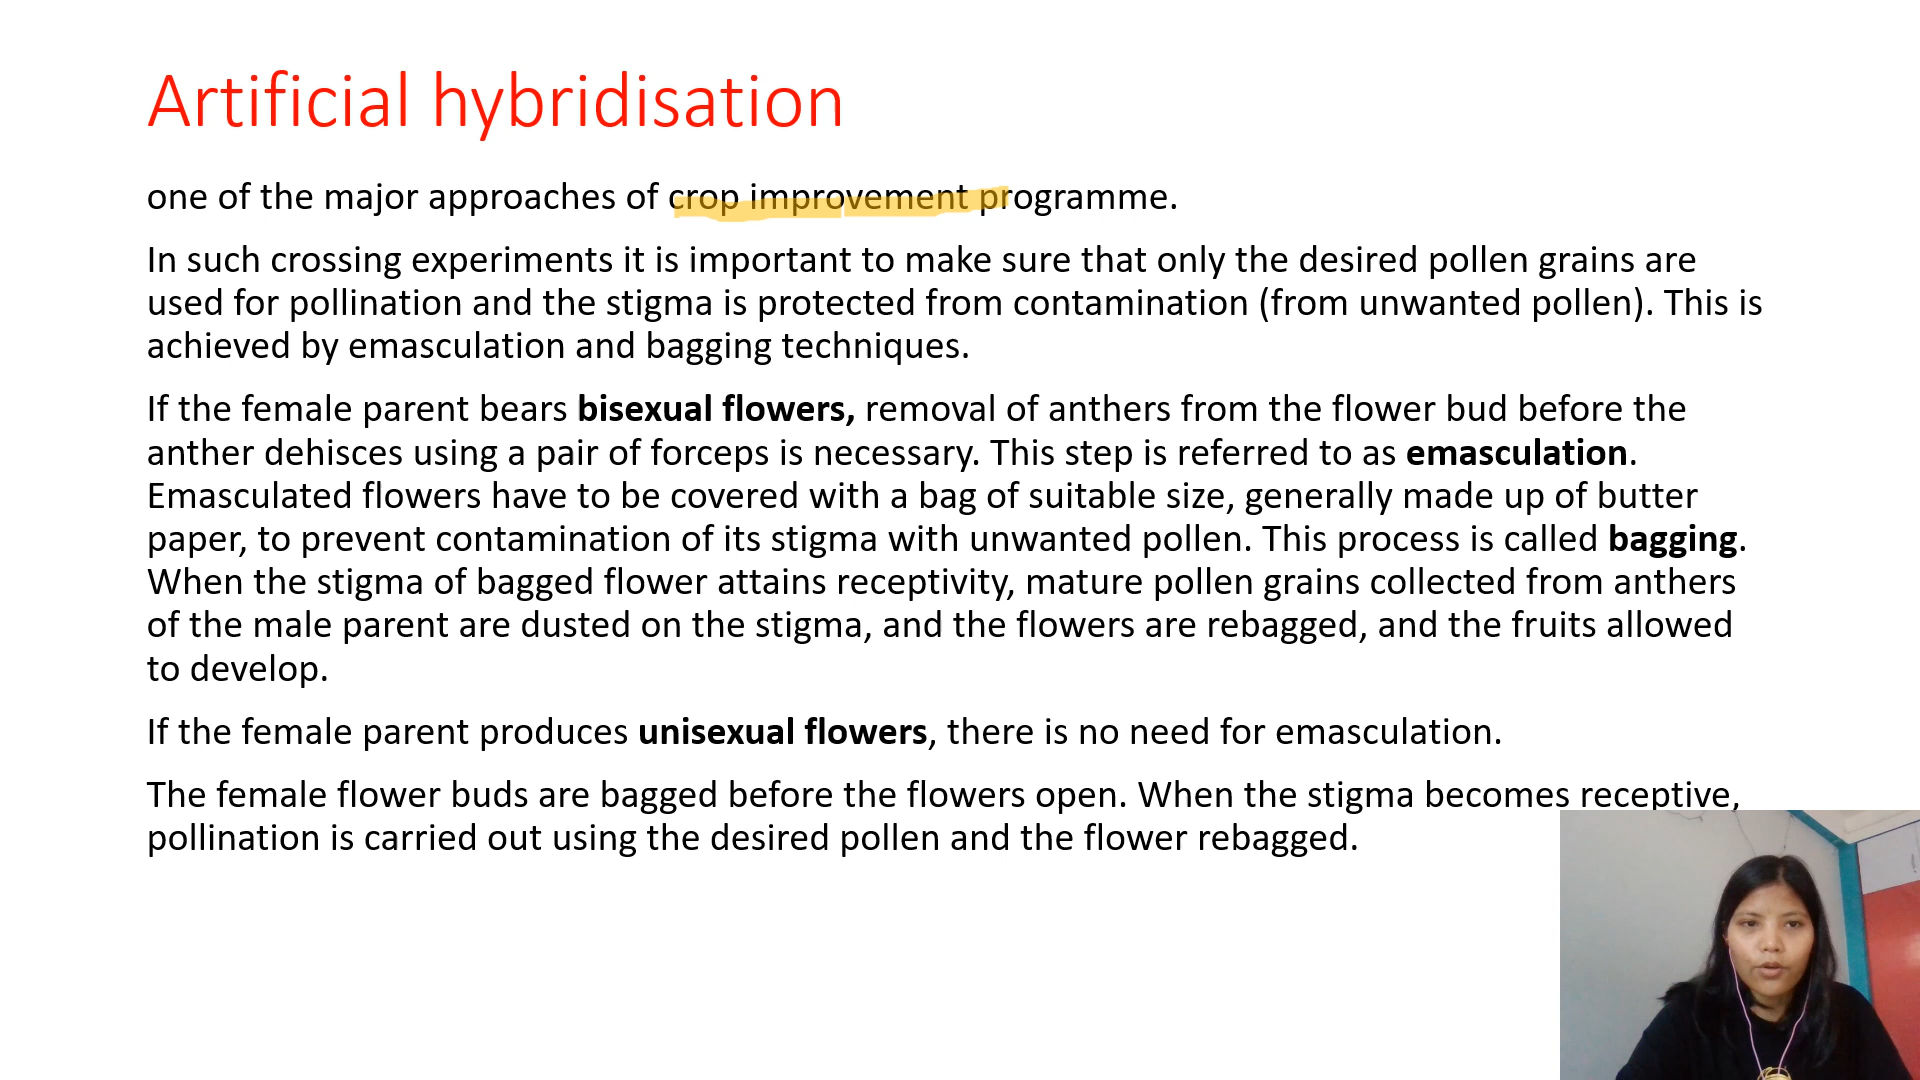 Artificial hybridisation
one of the major approaches of crop improvement programme.
In such crossing experiments it is important to make sure that only the desired pollen grains are
used for pollination and the stigma is protected from contamination (from unwanted pollen). This is
achieved by emasculation and bagging techniques.
If the female parent bears bisexual flowers, removal of anthers from the flower bud before the
anther dehisces using a pair of forceps is necessary. This step is referred to as emasculation.
Emasculated flowers have to be covered with a bag of suitable size, generally made up of butter
paper, to prevent contamination of its stigma with unwanted pollen. This process is called bagging.
When the stigma of bagged flower attains receptivity, mature pollen grains collected from anthers
of the male parent are dusted on the stigma, and the flowers are rebagged, and the fruits allowed
to develop.
If the female parent produces unisexual flowers, there is no need for emasculation.
The female flower buds are bagged before the flowers open. When the stigma becomes receptive,
pollination is carried out using the desired pollen and the flower rebagged.